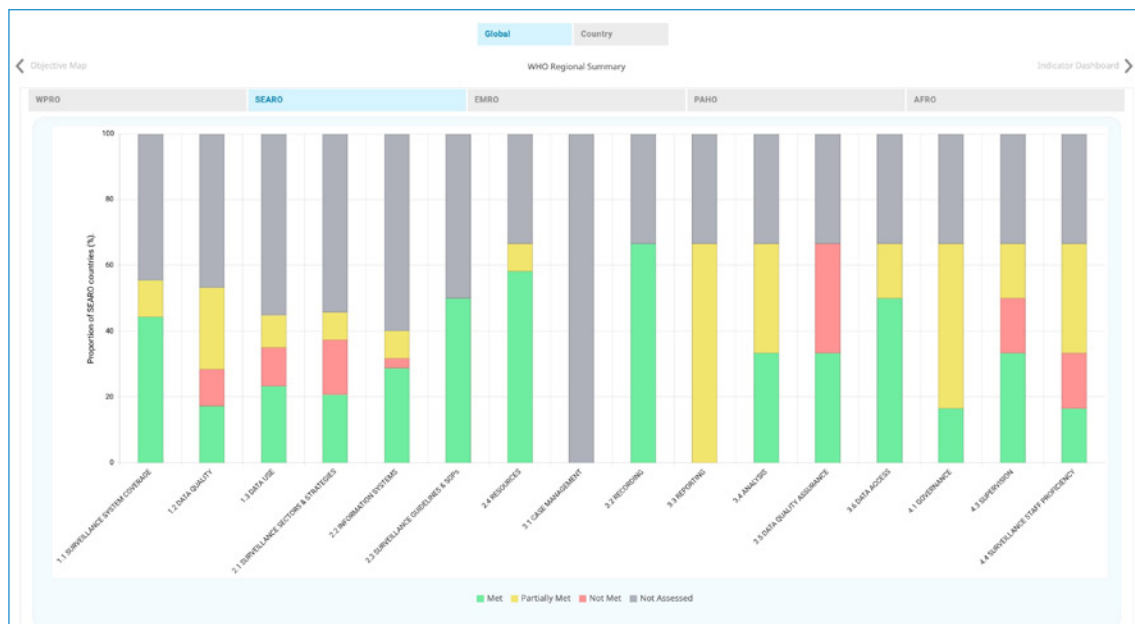 Global Country
Objective Map WHO Regional Summary Indicator Dashboard
WPRO SEARO EMRO PAHO AFRO
Proportion of SEARO countries (%)
100
80
60
40
20
0
1.1 SURVEILLANCE SYSTEM COVERAGE
1.2 DATA QUALITY
1.3 DATA USE
2.1 SURVEILLANCE SECTORS & STRATEGIES
2.2 INFORMATION SYSTEMS
2.3 SURVEILLANCE GUIDELINES & SOPs
2.4 RESOURCES
3.1 CASE MANAGEMENT
3.2 RECORDING
3.3 REPORTING
3.4 ANALYSIS
3.5 DATA QUALITY ASSURANCE
3.6 DATA ACCESS
4.1 GOVERNANCE
4.3 SUPERVISION
4.4 SURVEILLANCE STAFF PROFICIENCY
Met Partially Met Not Met Not Assessed